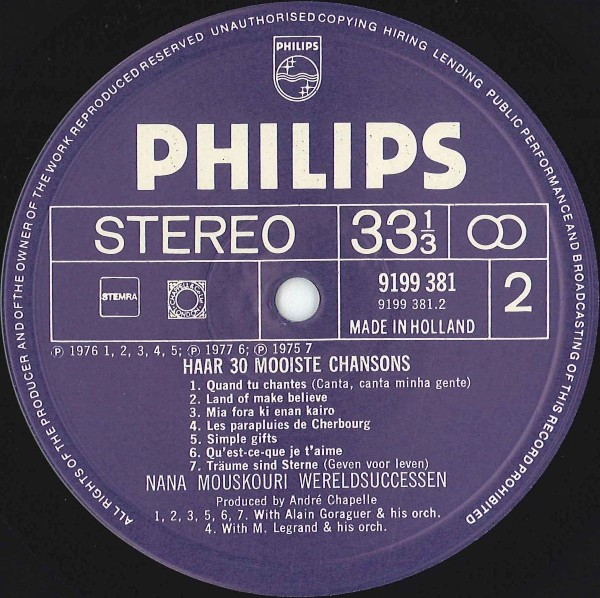 ALL RIGHTS OF THE PRODUCER AND OF THE OWNER OF THE WORK REPRODUCED RESERVED UNAUTHORISED COPYING HIRING LENDING PUBLIC PERFORMANCE AND BROADCASTING OF THIS RECORD PROHIBITED
PHILIPS
PHILIPS
STEREO 33 1/3
STEMRA
9199 381
9199 381.2
MADE IN HOLLAND
2
Ⓟ 1976 1, 2, 3, 4, 5; Ⓟ 1977 6; Ⓟ 1975 7
HAAR 30 MOOISTE CHANSONS
1. Quand tu chantes (Canta, canta minha gente)
2. Land of make believe
3. Mia fora ki enan kairo
4. Les parapluies de Cherbourg
5. Simple gifts
6. Qu'est-ce-que je t'aime
7. Träume sind Sterne (Geven voor leven)
NANA MOUSKOURI WERELDSUCCESSEN
Produced by André Chapelle
1, 2, 3, 5, 6, 7. With Alain Goraguer & his orch.
4. With M. Legrand & his orch.